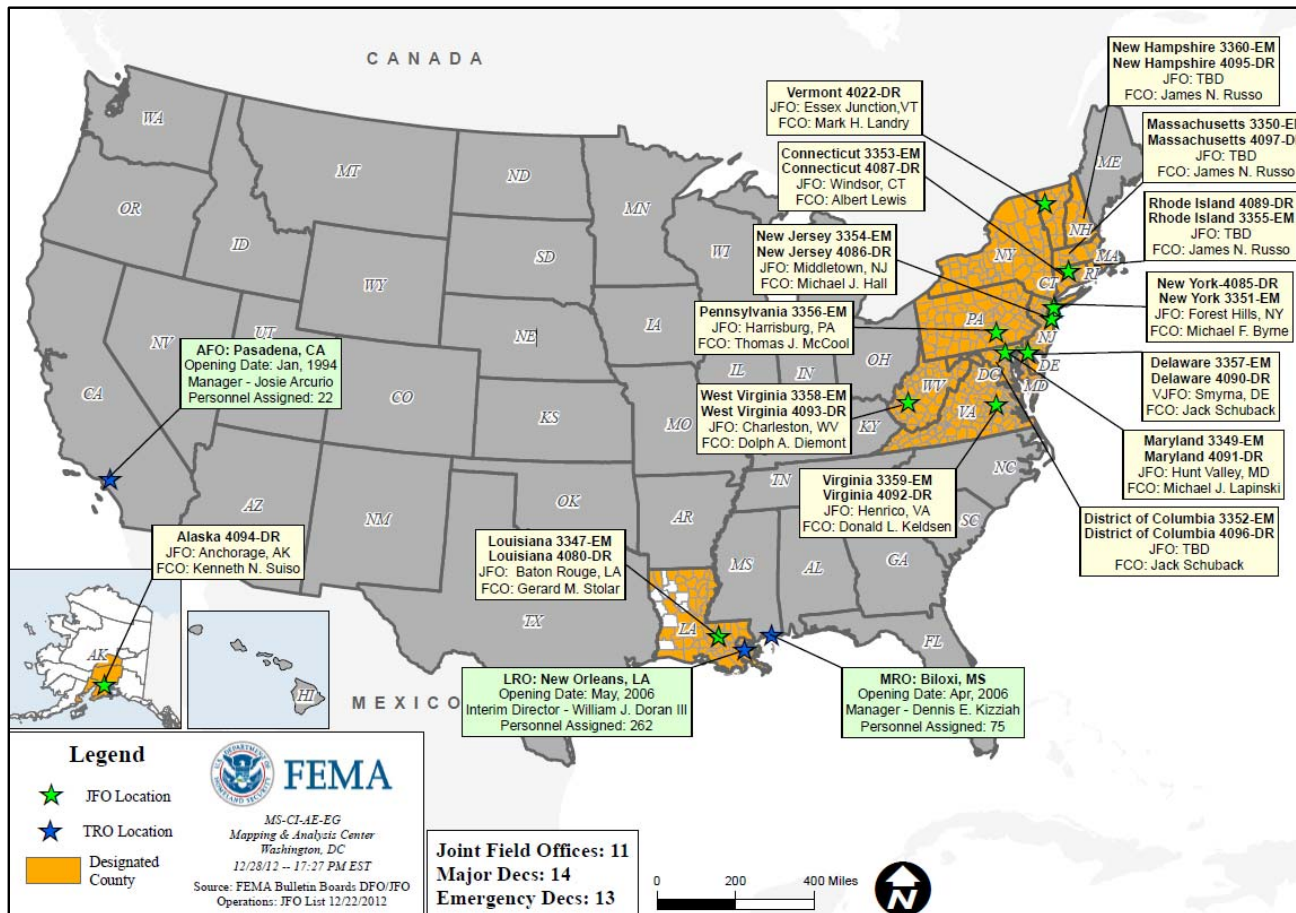 CANADA
New Hampshire 3360-EM
New Hampshire 4095-DR
JFO: TBD
FCO: James N. Russo
Vermont 4022-DR
JFO: Essex Junction,VT
FCO: Mark H. Landry
Massachusetts 3350-EM
Massachusetts 4097-DR
JFO: TBD
FCO: James N. Russo
Connecticut 3353-EM
Connecticut 4087-DR
JFO: Windsor, CT
FCO: Albert Lewis
Rhode Island 4089-DR
Rhode Island 3355-EM
JFO: TBD
FCO: James N. Russo
New Jersey 3354-EM
New Jersey 4086-DR
JFO: Middletown, NJ
FCO: Michael J. Hall
New York-4085-DR
New York 3351-EM
JFO: Forest Hills, NY
FCO: Michael F. Byrne
Pennsylvania 3356-EM
JFO: Harrisburg, PA
FCO: Thomas J. McCool
AFO: Pasadena, CA
Opening Date: Jan, 1994
Manager - Josie Arcurio
Personnel Assigned: 22
Delaware 3357-EM
Delaware 4090-DR
VJFO: Smyrna, DE
FCO: Jack Schuback
West Virginia 3358-EM
West Virginia 4093-DR
JFO: Charleston, WV
FCO: Dolph A. Diemont
Maryland 3349-EM
Maryland 4091-DR
JFO: Hunt Valley, MD
FCO: Michael J. Lapinski
Virginia 3359-EM
Virginia 4092-DR
JFO: Henrico, VA
FCO: Donald L. Keldsen
District of Columbia 3352-EM
District of Columbia 4096-DR
JFO: TBD
FCO: Jack Schuback
Alaska 4094-DR
JFO: Anchorage, AK
FCO: Kenneth N. Suiso
Louisiana 3347-EM
Louisiana 4080-DR
JFO: Baton Rouge, LA
FCO: Gerard M. Stolar
LRO: New Orleans, LA
Opening Date: May, 2006
Interim Director - William J. Doran III
Personnel Assigned: 262
MRO: Biloxi, MS
Opening Date: Apr, 2006
Manager - Dennis E. Kizziah
Personnel Assigned: 75
WA
MT
ND
MN
ME
OR
ID
SD
WI
NY
NH
MA
WY
CT
RI
IA
NE
PA
NJ
NV
UT
IL
IN
OH
DE
MD
DC
WV
CA
CO
KS
MO
KY
VA
TN
NC
AZ
NM
OK
AR
SC
MS
AL
GA
TX
LA
FL
AK
HI
MEXICO
Legend
JFO Location
TRO Location
Designated
County
U.S. DEPARTMENT OF
HOMELAND SECURITY
FEMA
MS-CI-AE-EG
Mapping & Analysis Center
Washington, DC
12/28/12 -- 17:27 PM EST
Source: FEMA Bulletin Boards DFO/JFO
Operations: JFO List 12/22/2012
Joint Field Offices: 11
Major Decs: 14
Emergency Decs: 13
0 200 400 Miles
N